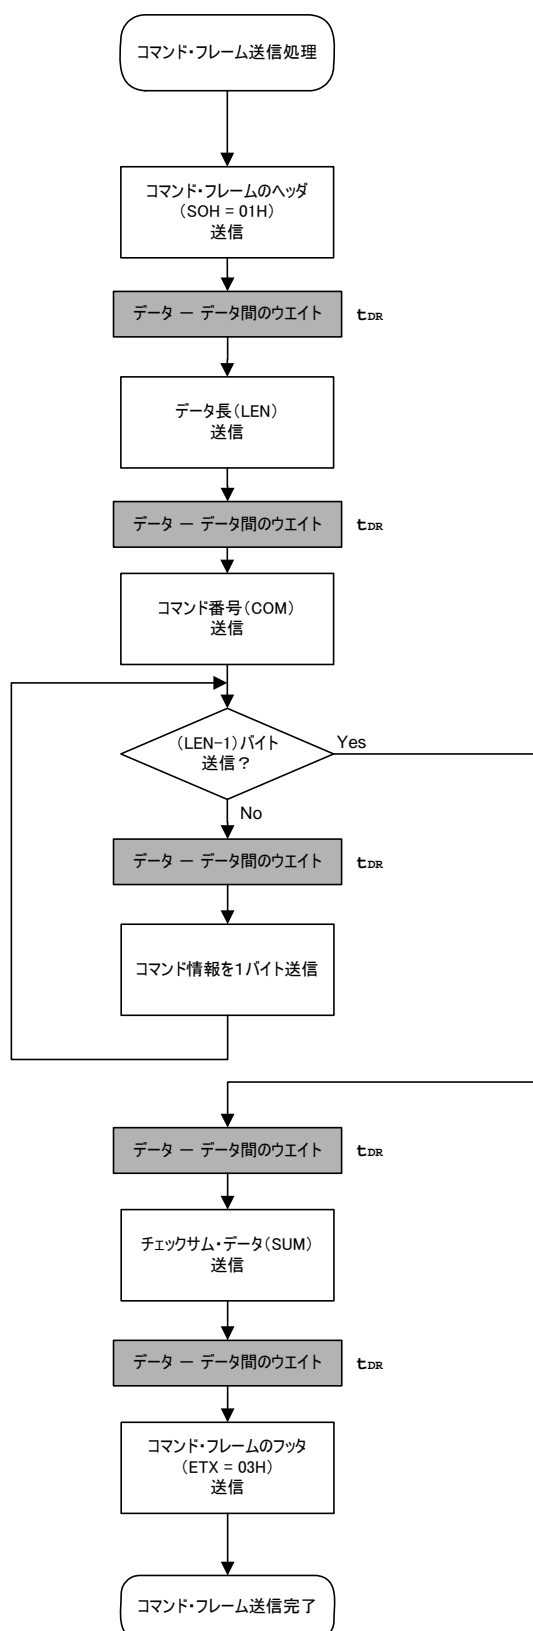 コマンド・フレーム送信処理
コマンド・フレームのヘッダ
(SOH = 01H)
送信
データ － データ間のウエイト
tDR
データ長(LEN)
送信
データ － データ間のウエイト
tDR
コマンド番号(COM)
送信
(LEN-1)バイト
送信？
Yes
No
データ － データ間のウエイト
tDR
コマンド情報を1バイト送信
データ － データ間のウエイト
tDR
チェックサム・データ(SUM)
送信
データ － データ間のウエイト
tDR
コマンド・フレームのフッタ
(ETX = 03H)
送信
コマンド・フレーム送信完了